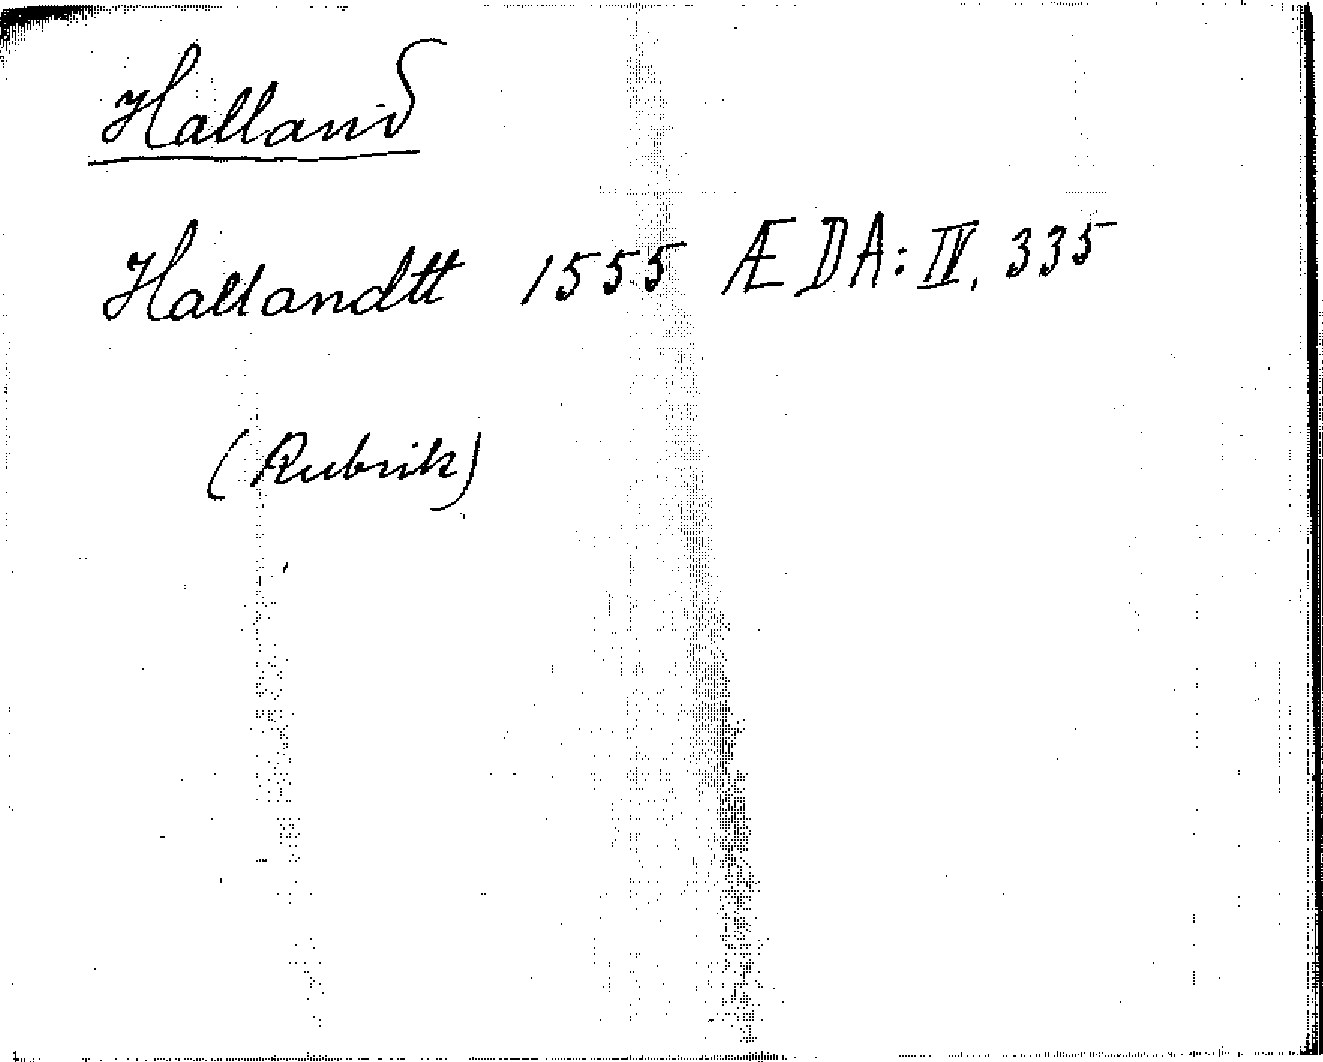 Halland
Hallandtt 1555 ÆDA: IV, 335
(Rubrik)